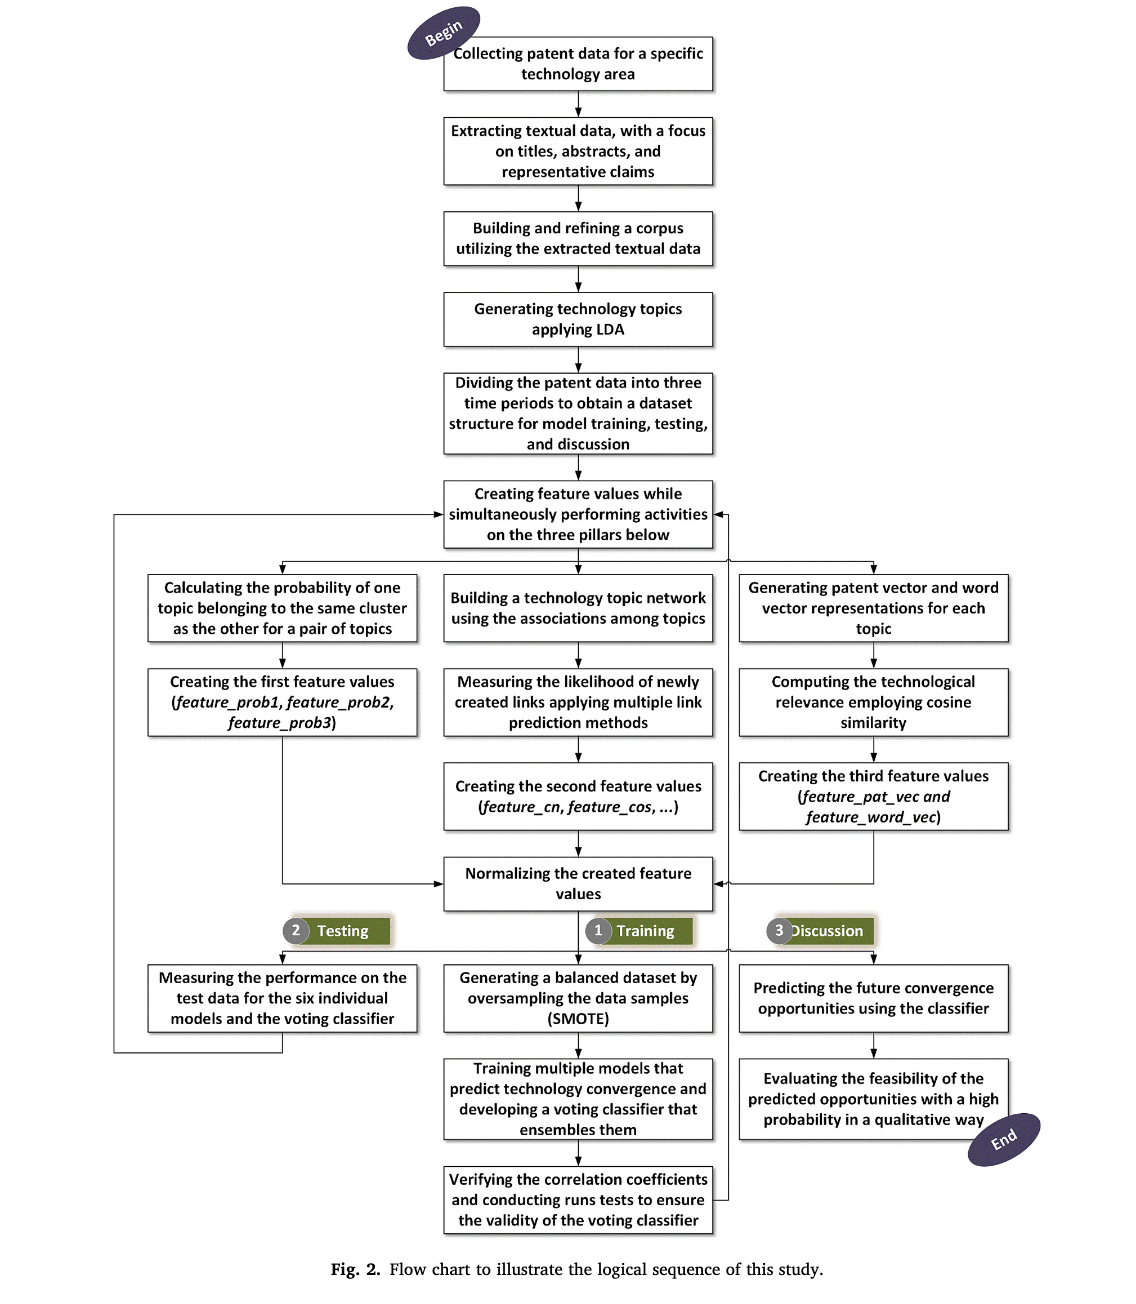 Begin
Collecting patent data for a specific
technology area
Extracting textual data, with a focus
on titles, abstracts, and
representative claims
Building and refining a corpus
utilizing the extracted textual data
Generating technology topics
applying LDA
Dividing the patent data into three
time periods to obtain a dataset
structure for model training, testing,
and discussion
Creating feature values while
simultaneously performing activities
on the three pillars below
Calculating the probability of one
topic belonging to the same cluster
as the other for a pair of topics
Building a technology topic network
using the associations among topics
Generating patent vector and word
vector representations for each
topic
Creating the first feature values
(feature_prob1, feature_prob2,
feature_prob3)
Measuring the likelihood of newly
created links applying multiple link
prediction methods
Computing the technological
relevance employing cosine
similarity
Creating the second feature values
(feature_cn, feature_cos, ...)
Creating the third feature values
(feature_pat_vec and
feature_word_vec)
Normalizing the created feature
values
2 Testing
1 Training
3 Discussion
Measuring the performance on the
test data for the six individual
models and the voting classifier
Generating a balanced dataset by
oversampling the data samples
(SMOTE)
Predicting the future convergence
opportunities using the classifier
Training multiple models that
predict technology convergence and
developing a voting classifier that
ensembles them
Evaluating the feasibility of the
predicted opportunities with a high
probability in a qualitative way
End
Verifying the correlation coefficients
and conducting runs tests to ensure
the validity of the voting classifier
Fig. 2. Flow chart to illustrate the logical sequence of this study.